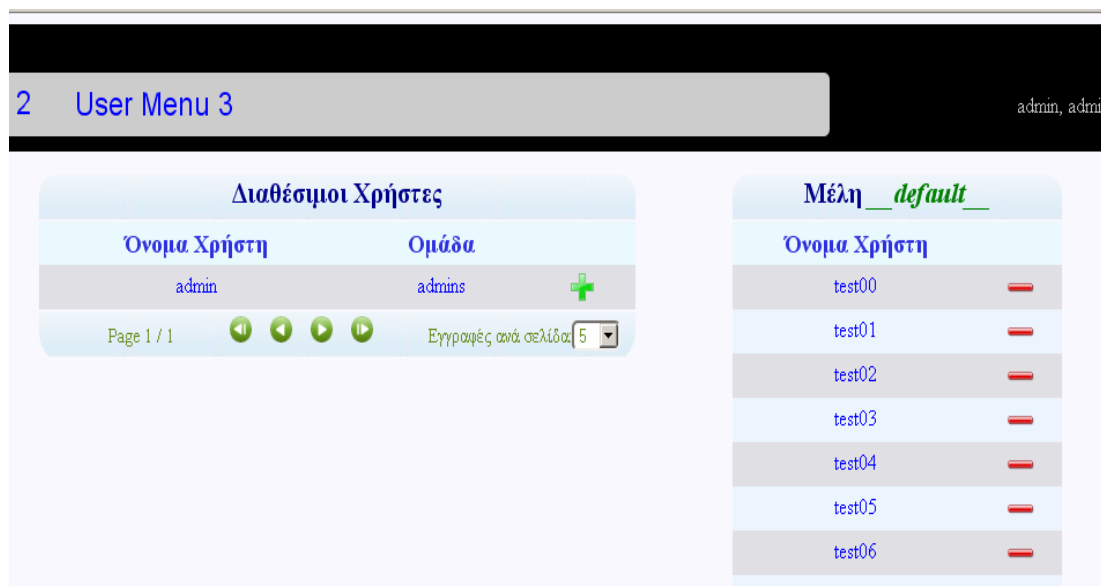 2 User Menu 3
admin, admi
Διαθέσιμοι Χρήστες
Όνομα Χρήστη Ομάδα
admin admins
Page 1 / 1 Εγγραφές ανά σελίδα: 5
Μέλη __default__
Όνομα Χρήστη
test00
test01
test02
test03
test04
test05
test06